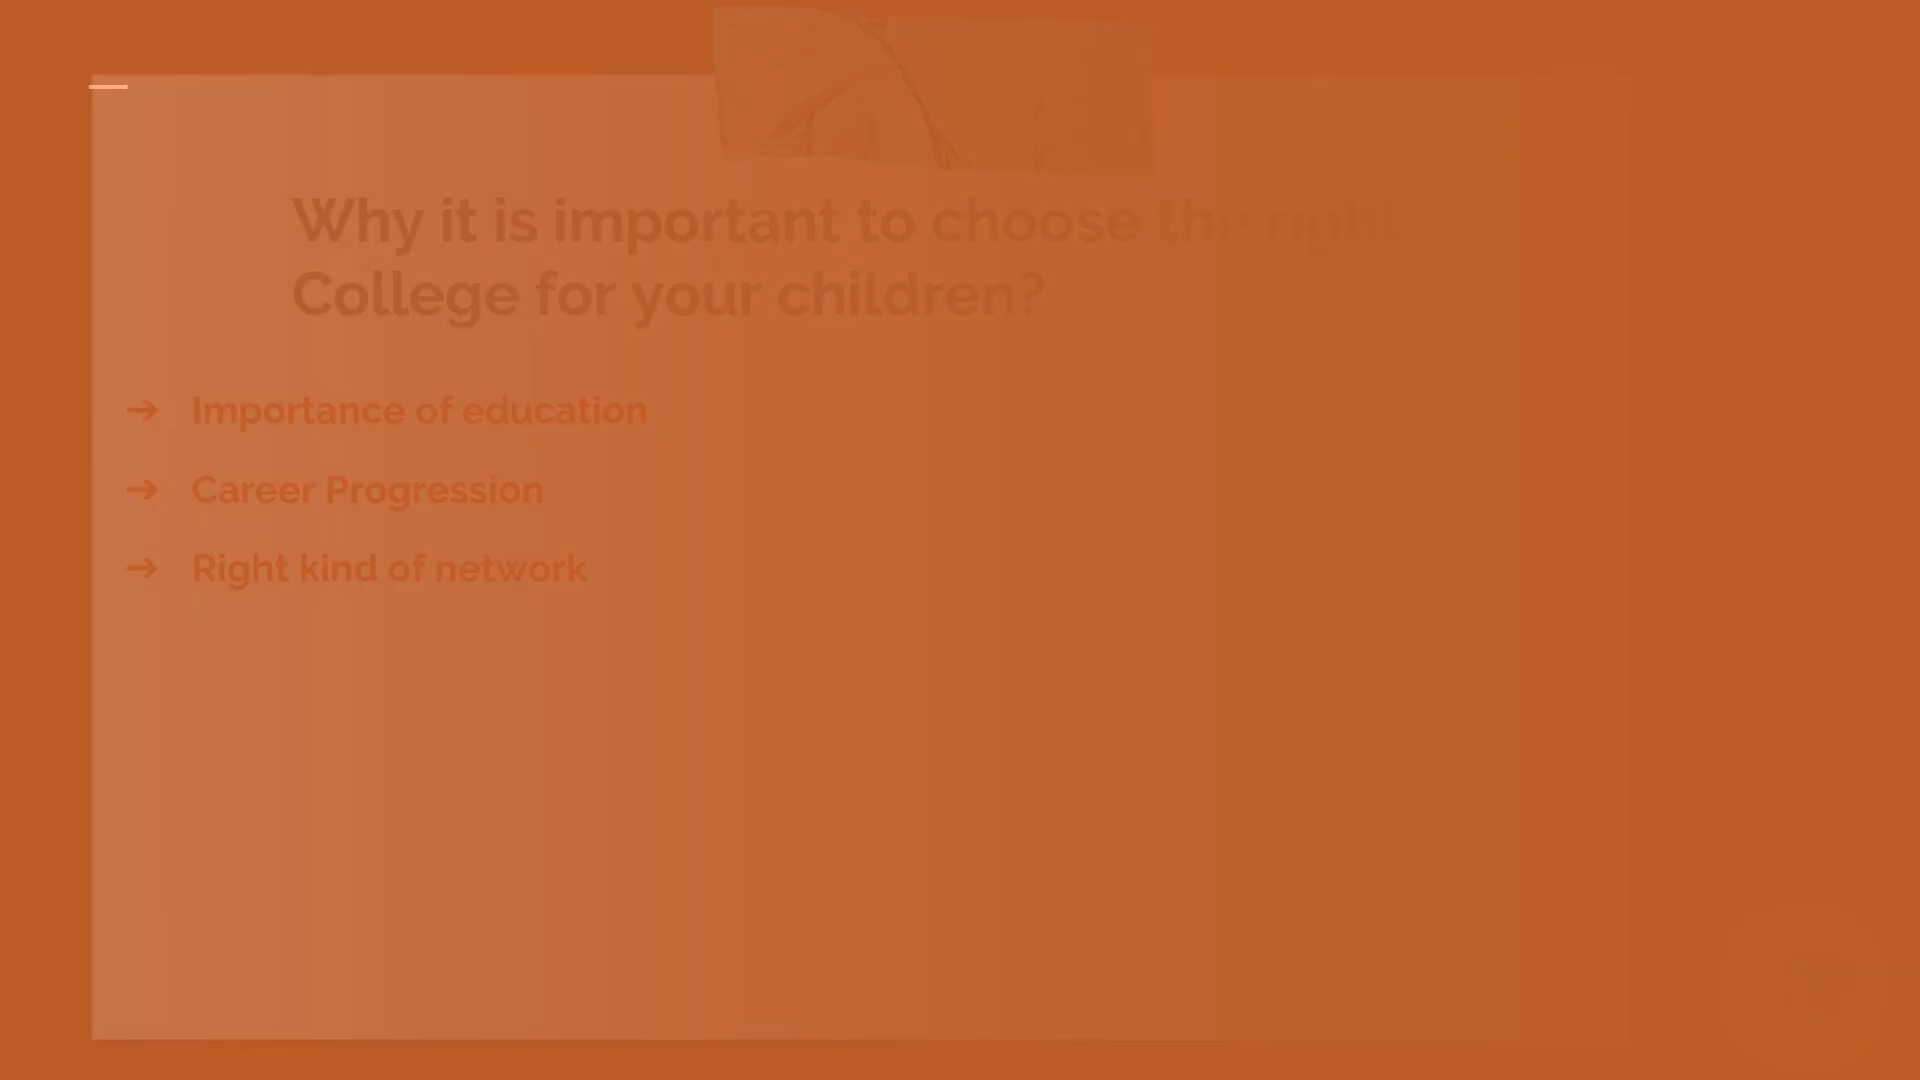 Why it is important to choose the right
College for your children?
➔ Importance of education
➔ Career Progression
➔ Right kind of network